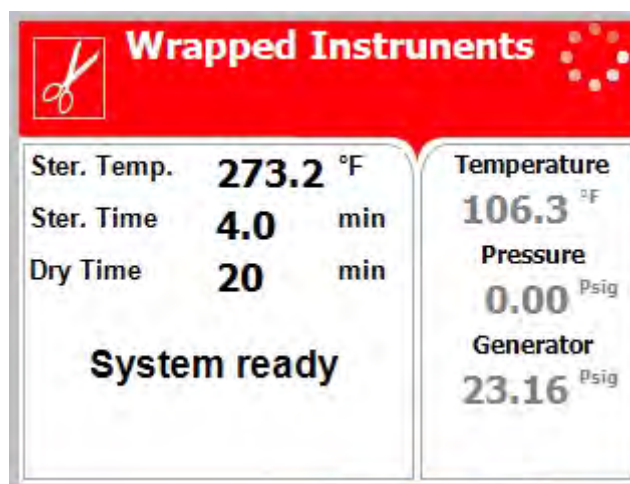 Wrapped Instrunents
Ster. Temp. 273.2 °F
Ster. Time 4.0 min
Dry Time 20 min
System ready
Temperature
106.3 °F
Pressure
0.00 Psig
Generator
23.16 Psig